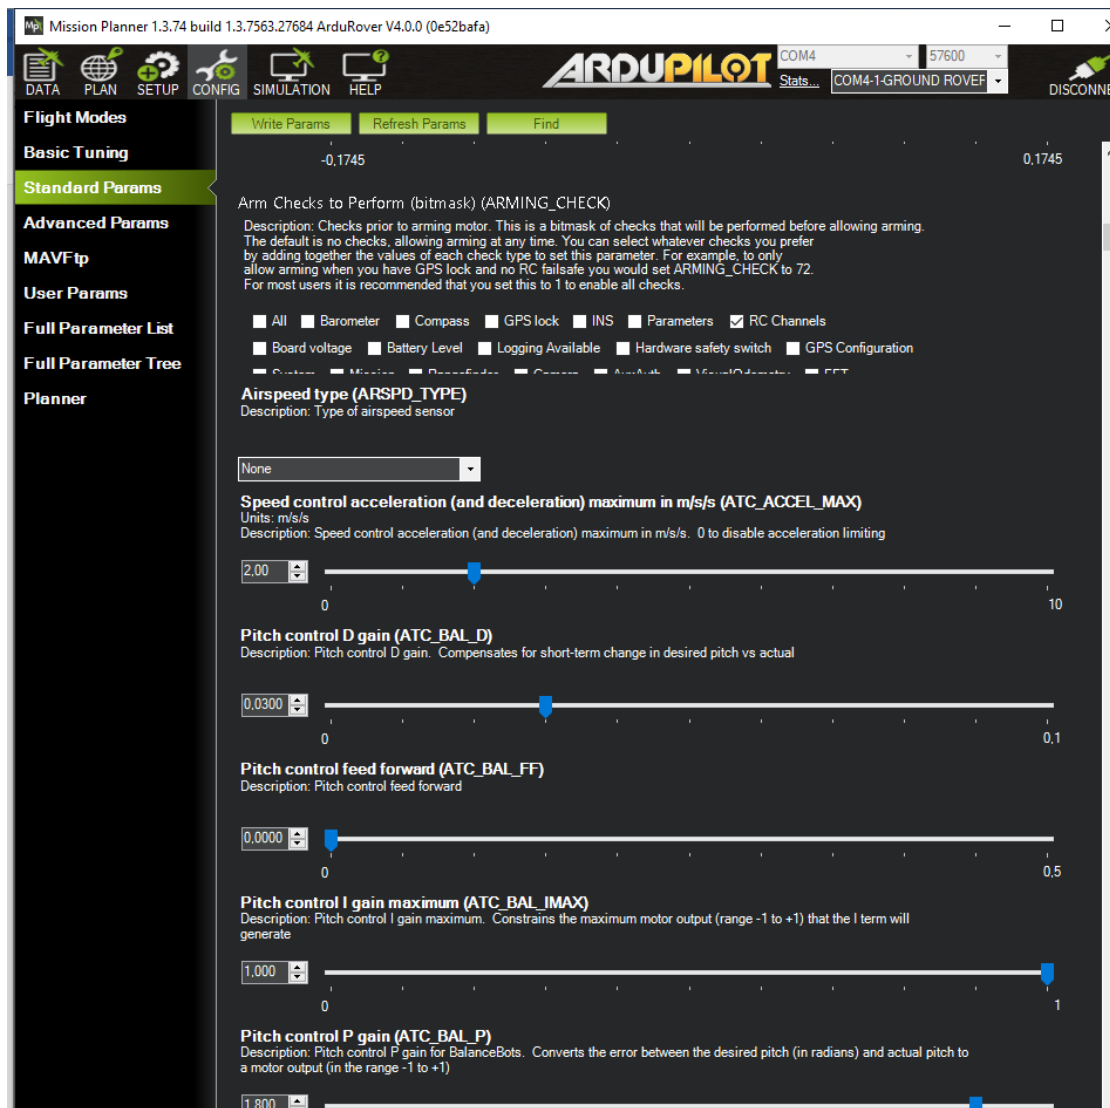 Mission Planner 1.3.74 build 1.3.7563.27684 ArduRover V4.0.0 (0e52bafa)
DATA PLAN SETUP CONFIG SIMULATION HELP
ARDUPILOT
COM4 57600
Stats... COM4-1-GROUND ROVER
DISCONNE
Flight Modes
Basic Tuning
Standard Params
Advanced Params
MAVFtp
User Params
Full Parameter List
Full Parameter Tree
Planner
Write Params Refresh Params Find
-0,1745 0,1745
Arm Checks to Perform (bitmask) (ARMING_CHECK)
Description: Checks prior to arming motor. This is a bitmask of checks that will be performed before allowing arming.
The default is no checks, allowing arming at any time. You can select whatever checks you prefer
by adding together the values of each check type to set this parameter. For example, to only
allow arming when you have GPS lock and no RC failsafe you would set ARMING_CHECK to 72.
For most users it is recommended that you set this to 1 to enable all checks.
All Barometer Compass GPS lock INS Parameters RC Channels
Board voltage Battery Level Logging Available Hardware safety switch GPS Configuration
System Mission Rangefinder Camera AuxAuth VisualOdometry FFT
Airspeed type (ARSPD_TYPE)
Description: Type of airspeed sensor
None
Speed control acceleration (and deceleration) maximum in m/s/s (ATC_ACCEL_MAX)
Units: m/s/s
Description: Speed control acceleration (and deceleration) maximum in m/s/s. 0 to disable acceleration limiting
2,00
0 10
Pitch control D gain (ATC_BAL_D)
Description: Pitch control D gain. Compensates for short-term change in desired pitch vs actual
0,0300
0 0,1
Pitch control feed forward (ATC_BAL_FF)
Description: Pitch control feed forward
0,0000
0 0,5
Pitch control I gain maximum (ATC_BAL_IMAX)
Description: Pitch control I gain maximum. Constrains the maximum motor output (range -1 to +1) that the I term will
generate
1,000
0 1
Pitch control P gain (ATC_BAL_P)
Description: Pitch control P gain for BalanceBots. Converts the error between the desired pitch (in radians) and actual pitch to
a motor output (in the range -1 to +1)
1,800